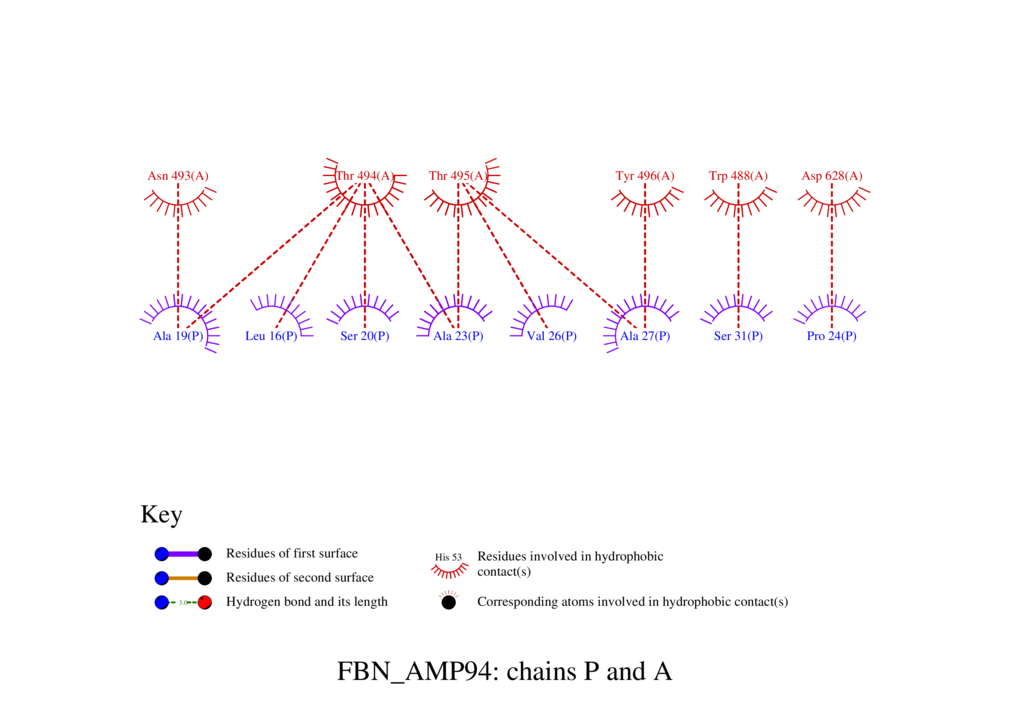 Asn 493(A) Thr 494(A) Thr 495(A) Tyr 496(A) Trp 488(A) Asp 628(A)
Ala 19(P) Leu 16(P) Ser 20(P) Ala 23(P) Val 26(P) Ala 27(P) Ser 31(P) Pro 24(P)
Key
Residues of first surface
Residues of second surface
3.0
Hydrogen bond and its length
His 53
Residues involved in hydrophobic
contact(s)
Corresponding atoms involved in hydrophobic contact(s)
FBN_AMP94: chains P and A